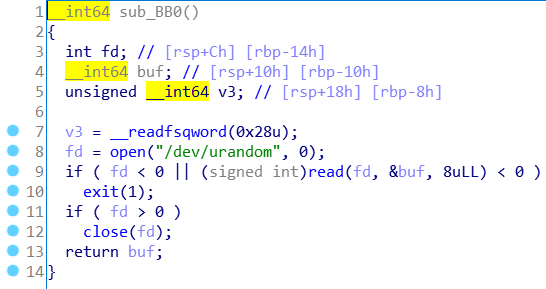 1 __int64 sub_BB0()
2 {
3 int fd; // [rsp+Ch] [rbp-14h]
4 __int64 buf; // [rsp+10h] [rbp-10h]
5 unsigned __int64 v3; // [rsp+18h] [rbp-8h]
6
7 v3 = __readfsqword(0x28u);
8 fd = open("/dev/urandom", 0);
9 if ( fd < 0 || (signed int)read(fd, &buf, 8uLL) < 0 )
10 exit(1);
11 if ( fd > 0 )
12 close(fd);
13 return buf;
14 }